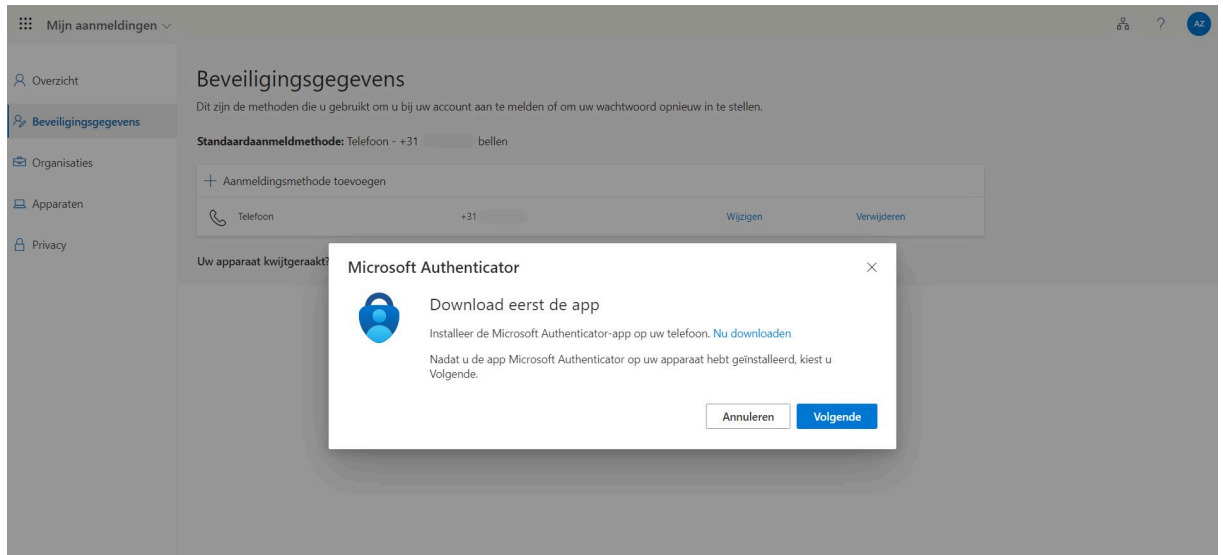 Mijn aanmeldingen
?
AZ
Overzicht
Beveiligingsgegevens
Organisaties
Apparaten
Privacy
Beveiligingsgegevens
Dit zijn de methoden die u gebruikt om u bij uw account aan te melden of om uw wachtwoord opnieuw in te stellen.
Standaardaanmeldmethode: Telefoon - +31 bellen
+ Aanmeldingsmethode toevoegen
Telefoon +31 Wijzigen Verwijderen
Uw apparaat kwijtgeraakt?
Microsoft Authenticator
Download eerst de app
Installeer de Microsoft Authenticator-app op uw telefoon. Nu downloaden
Nadat u de app Microsoft Authenticator op uw apparaat hebt geïnstalleerd, kiest u
Volgende.
Annuleren Volgende